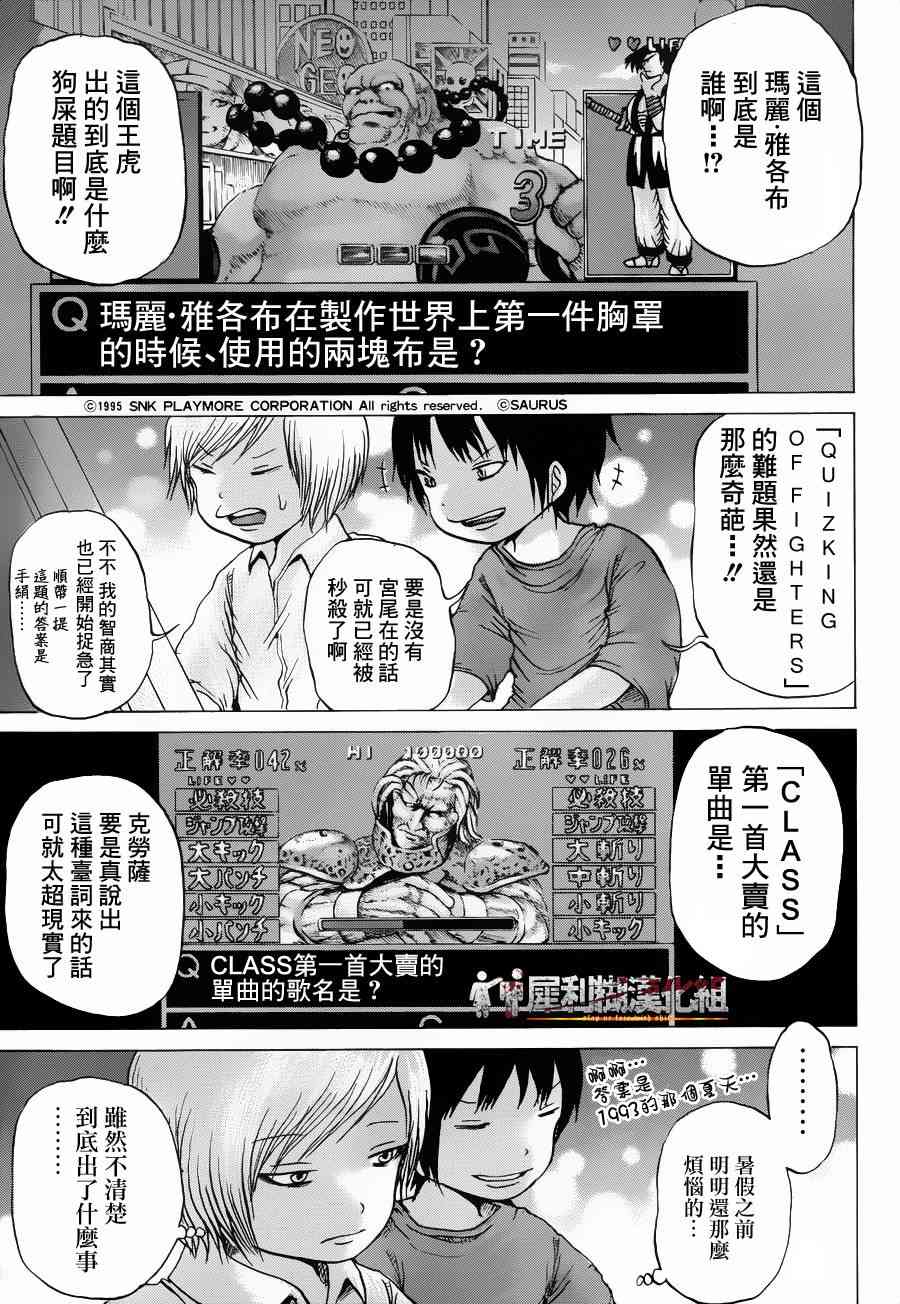 這個
瑪麗·雅各布
到底是
誰啊…!?
這個王虎
出的到底是什麼
狗屎題目啊!!
NEO
GEO
LIFE
TIME
3
Q 瑪麗·雅各布在製作世界上第一件胸罩
的時候、使用的兩塊布是?
©1995 SNK PLAYMORE CORPORATION All rights reserved. ©SAURUS
「QUIZKING
OF FIGHTERS」
的難題果然還是
那麼奇葩…!!
要是沒有
宮尾在的話
可就已經被
秒殺了啊
不不 我的智商其實
也已經開始捉急了
順帶一提
這題的答案是
手絹……
「CLASS」
第一首大賣的
單曲是…
正解率042%
HI 100000
正解率026%
LIFE♥♥
♥♥LIFE
必殺技
ジャンプ攻撃
大キック
大パンチ
小キック
小パンチ
必殺技
ジャンプ攻撃
大斬り
中斬り
小斬り
小キック
Q CLASS第一首大賣的
單曲的歌名是?
犀利機漢化組
克勞薩
要是真說出
這種臺詞來的話
可就太超現實了
………
啊啊…
答案是
1993的那個夏天…
暑假之前
明明還那麼
煩惱的…
雖然不清楚
到底出了什麼事
………